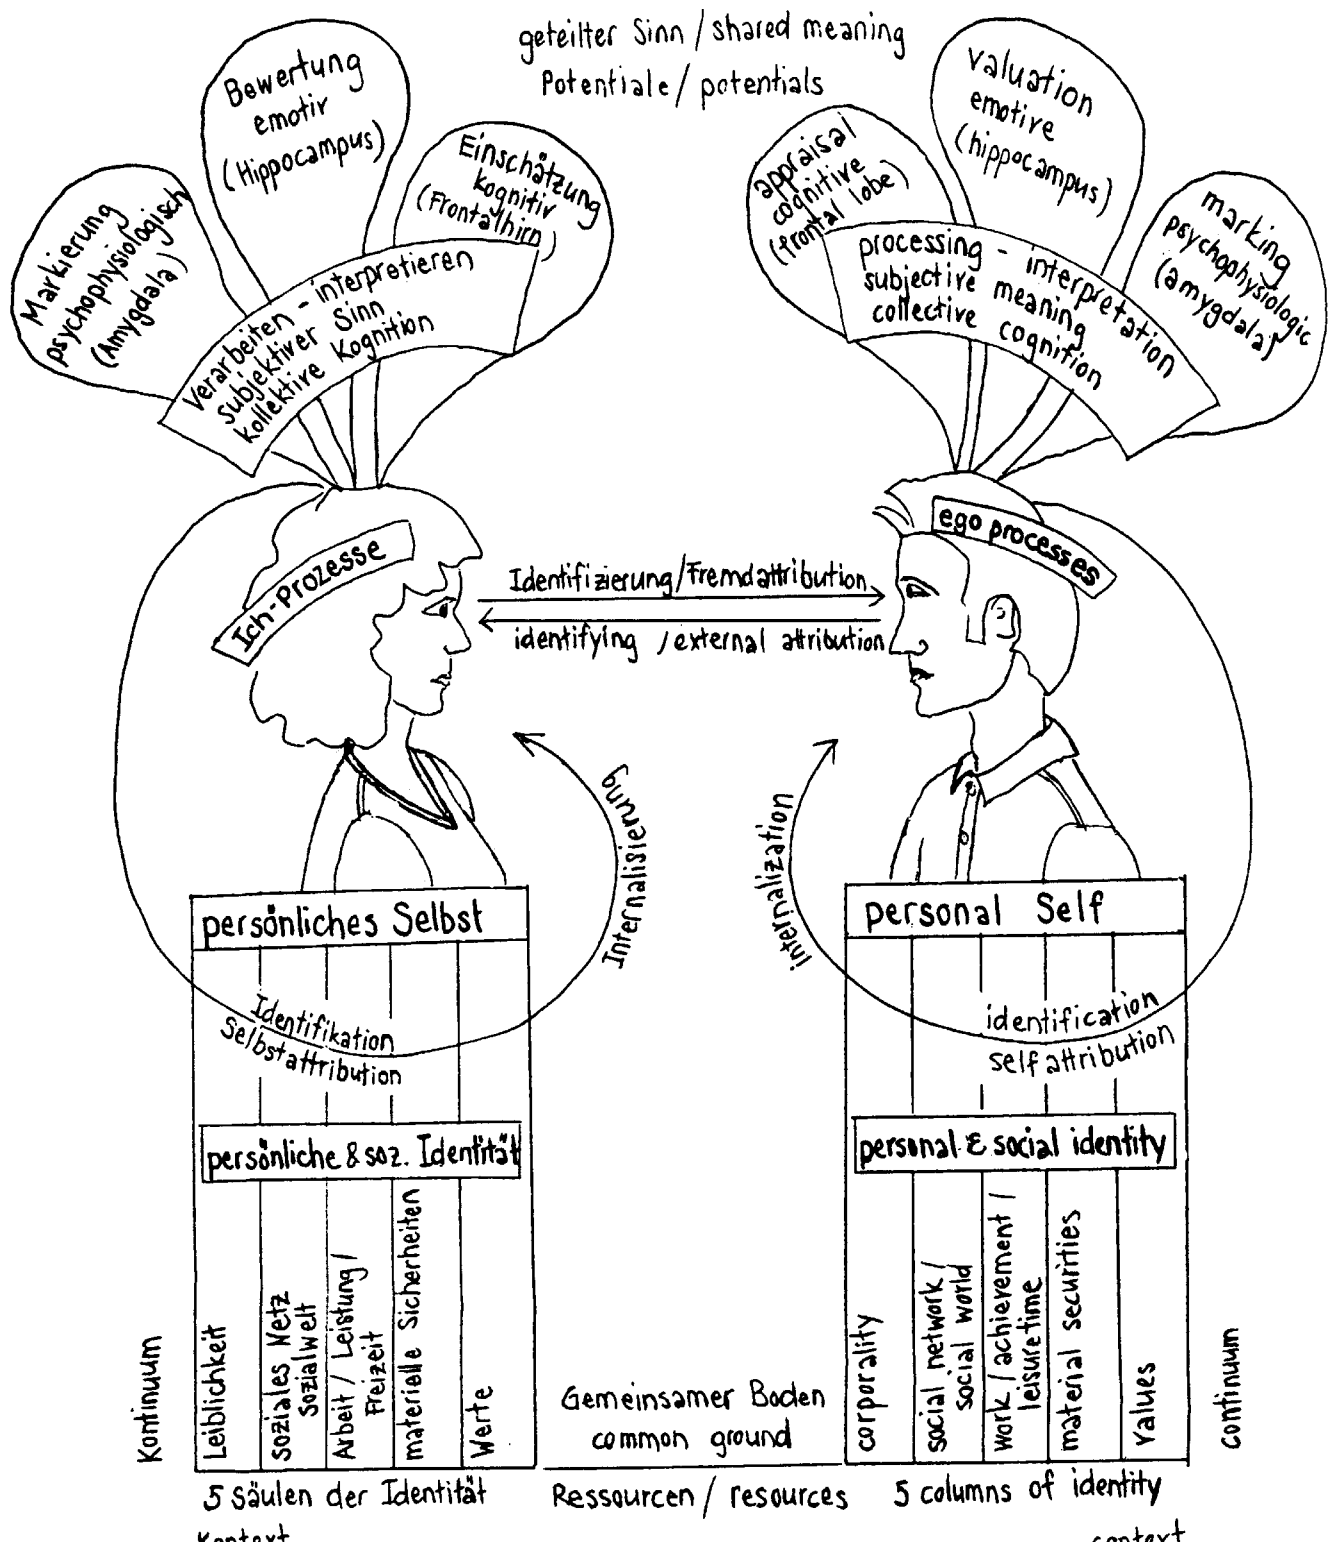 geteilter Sinn / shared meaning
Potentiale / potentials
Bewertung
emotiv
(Hippocampus)
Einschätzung
kognitiv
(Frontalhirn)
Markierung
psychophysiologisch
(Amygdala)
verarbeiten - interpretieren
subjektiver Sinn
kollektive Kognition
appraisal
cognitive
(frontal lobe)
valuation
emotive
(hippocampus)
marking
psychophysiologic
(amygdala)
processing - interpretation
subjective meaning
collective cognition
Ich-Prozesse
ego processes
Identifizierung/Fremdattribution
identifying / external attribution
Internalisierung
internalization
persönliches Selbst
personal Self
Identifikation
Selbstattribution
identification
self attribution
persönliche & soz. Identität
personal & social identity
Kontinuum
Leiblichkeit
soziales Netz
Sozialwelt
Arbeit / Leistung /
Freizeit
materielle Sicherheiten
Werte
Gemeinsamer Boden
common ground
corporality
social network /
social world
work / achievement /
leisure time
material securities
values
continuum
5 Säulen der Identität
Ressourcen / resources
5 columns of identity
Kontext
context